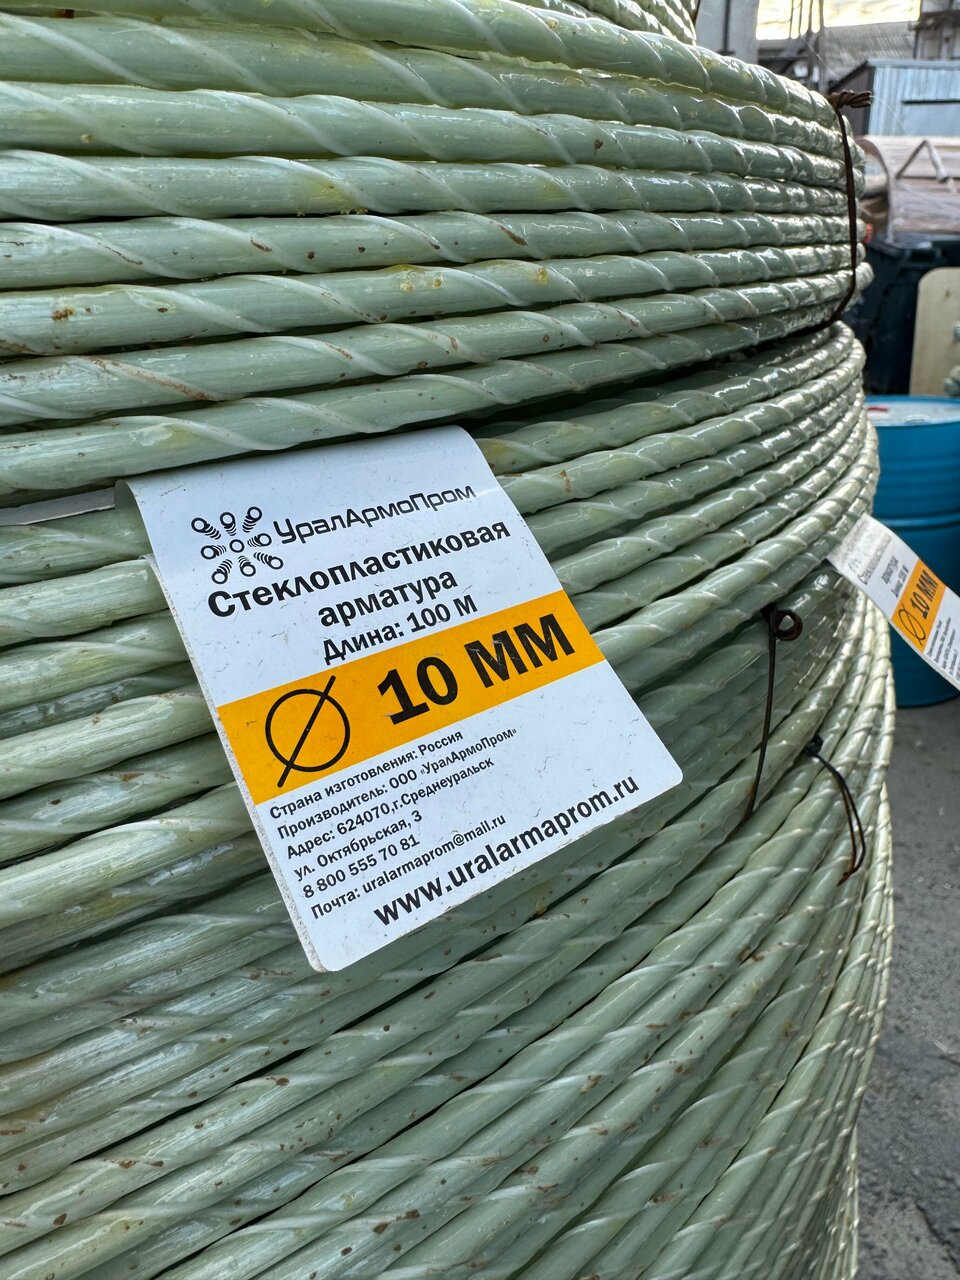 УралАрмоПром
Стеклопластиковая
арматура
Длина: 100 м
10 мм
Страна изготовления: Россия
Производитель: ООО «УралАрмоПром»
Адрес: 624070,г.Среднеуральск
ул. Октябрьская, 3
8 800 555 70 81
Почта: uralarmaprom@mail.ru
www.uralarmaprom.ru
10 мм